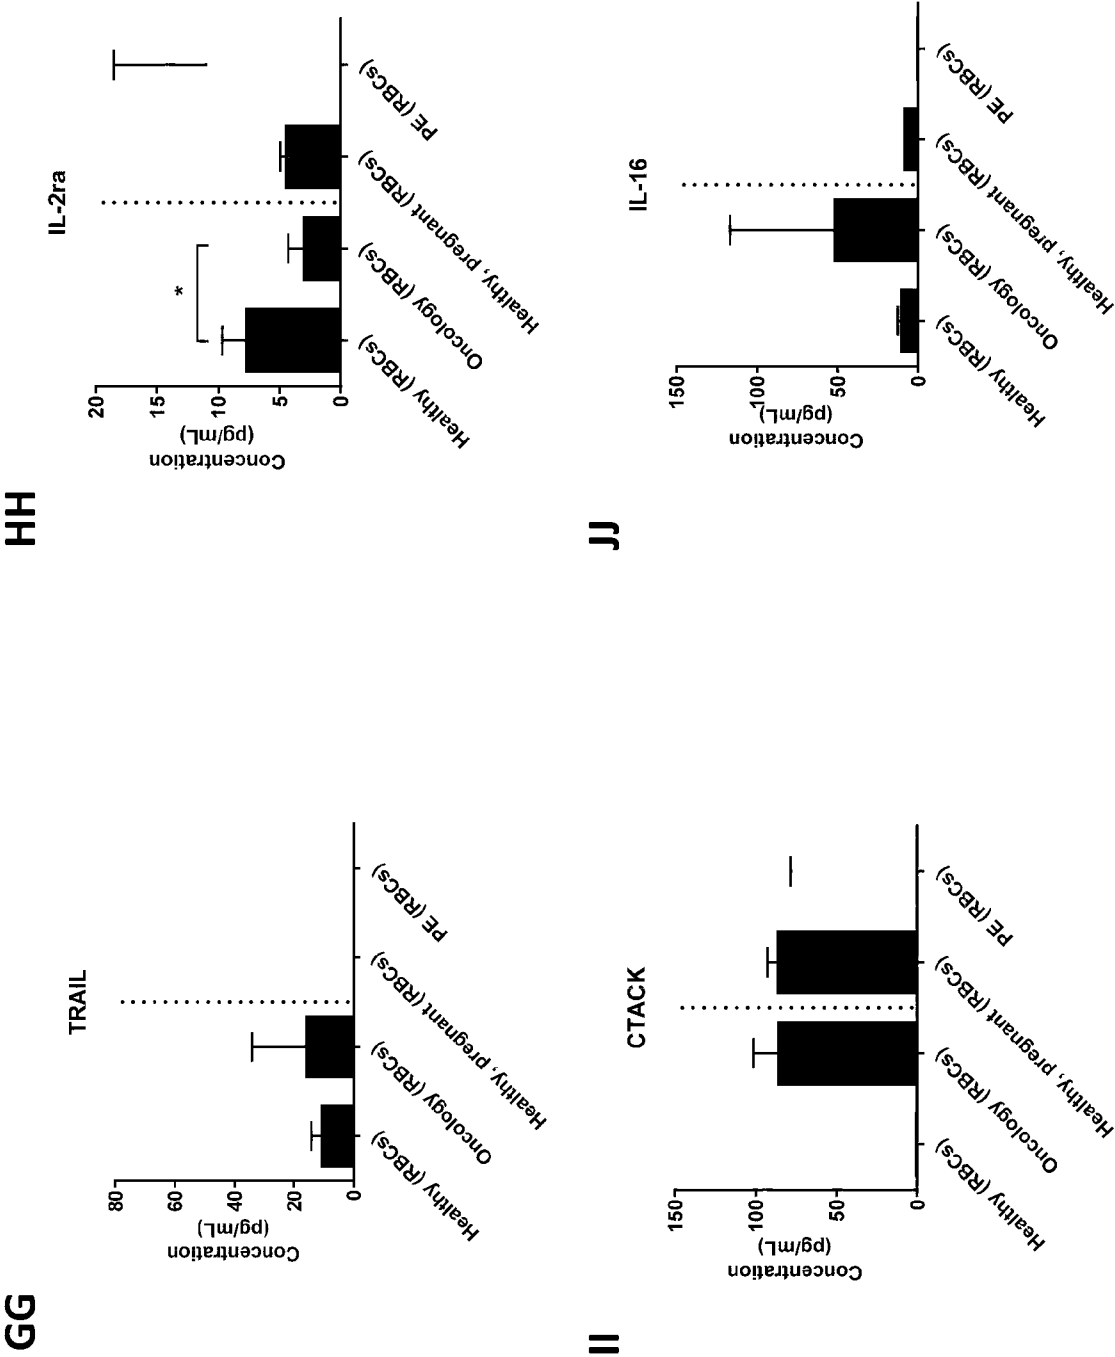 GG
TRAIL
Concentration
(pg/mL)
80
60
40
20
0
Healthy (RBCs)
Oncology (RBCs)
Healthy, pregnant (RBCs)
PE (RBCs)
HH
IL-2ra
Concentration
(pg/mL)
20
15
10
5
0
*
Healthy (RBCs)
Oncology (RBCs)
Healthy, pregnant (RBCs)
PE (RBCs)
II
CTACK
Concentration
(pg/mL)
150
100
50
0
Healthy (RBCs)
Oncology (RBCs)
Healthy, pregnant (RBCs)
PE (RBCs)
JJ
IL-16
Concentration
(pg/mL)
150
100
50
0
Healthy (RBCs)
Oncology (RBCs)
Healthy, pregnant (RBCs)
PE (RBCs)